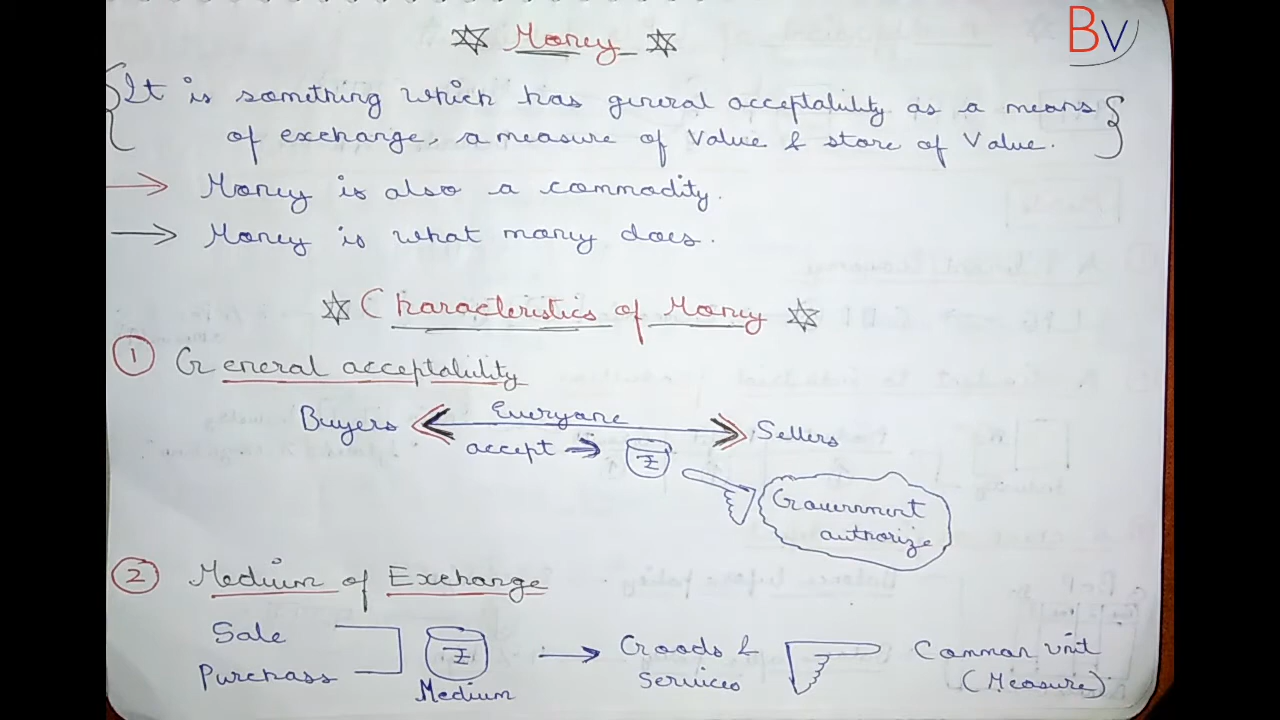 BV
Money
It is something which has general acceptability as a means
of exchange, a measure of value & store of value.
→ Money is also a commodity.
→ Money is what money does.
Characteristics of Money
① General acceptability
Buyers Everyone Sellers
accept →
Government
authorize
② Medium of Exchange
Sale
Purchass
Medium
→ Goods &
Services
Common unit
(Measure)